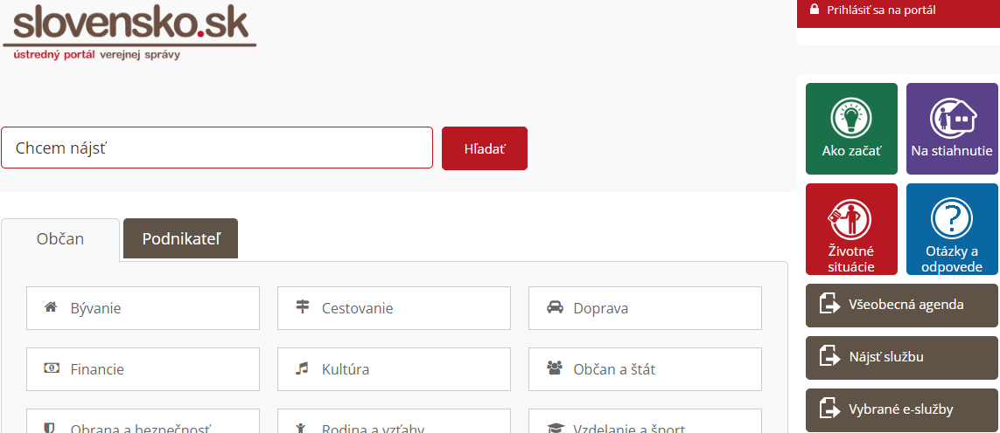 slovensko.sk
ústredný portál verejnej správy
Prihlásiť sa na portál
Chcem nájsť
Hľadať
Ako začať
Na stiahnutie
Životné
situácie
Otázky a
odpovede
Občan
Podnikateľ
Bývanie
Cestovanie
Doprava
Financie
Kultúra
Občan a štát
Obrana a bezpečnosť
Rodina a vzťahy
Vzdelanie a šport
Všeobecná agenda
Nájsť službu
Vybrané e-služby